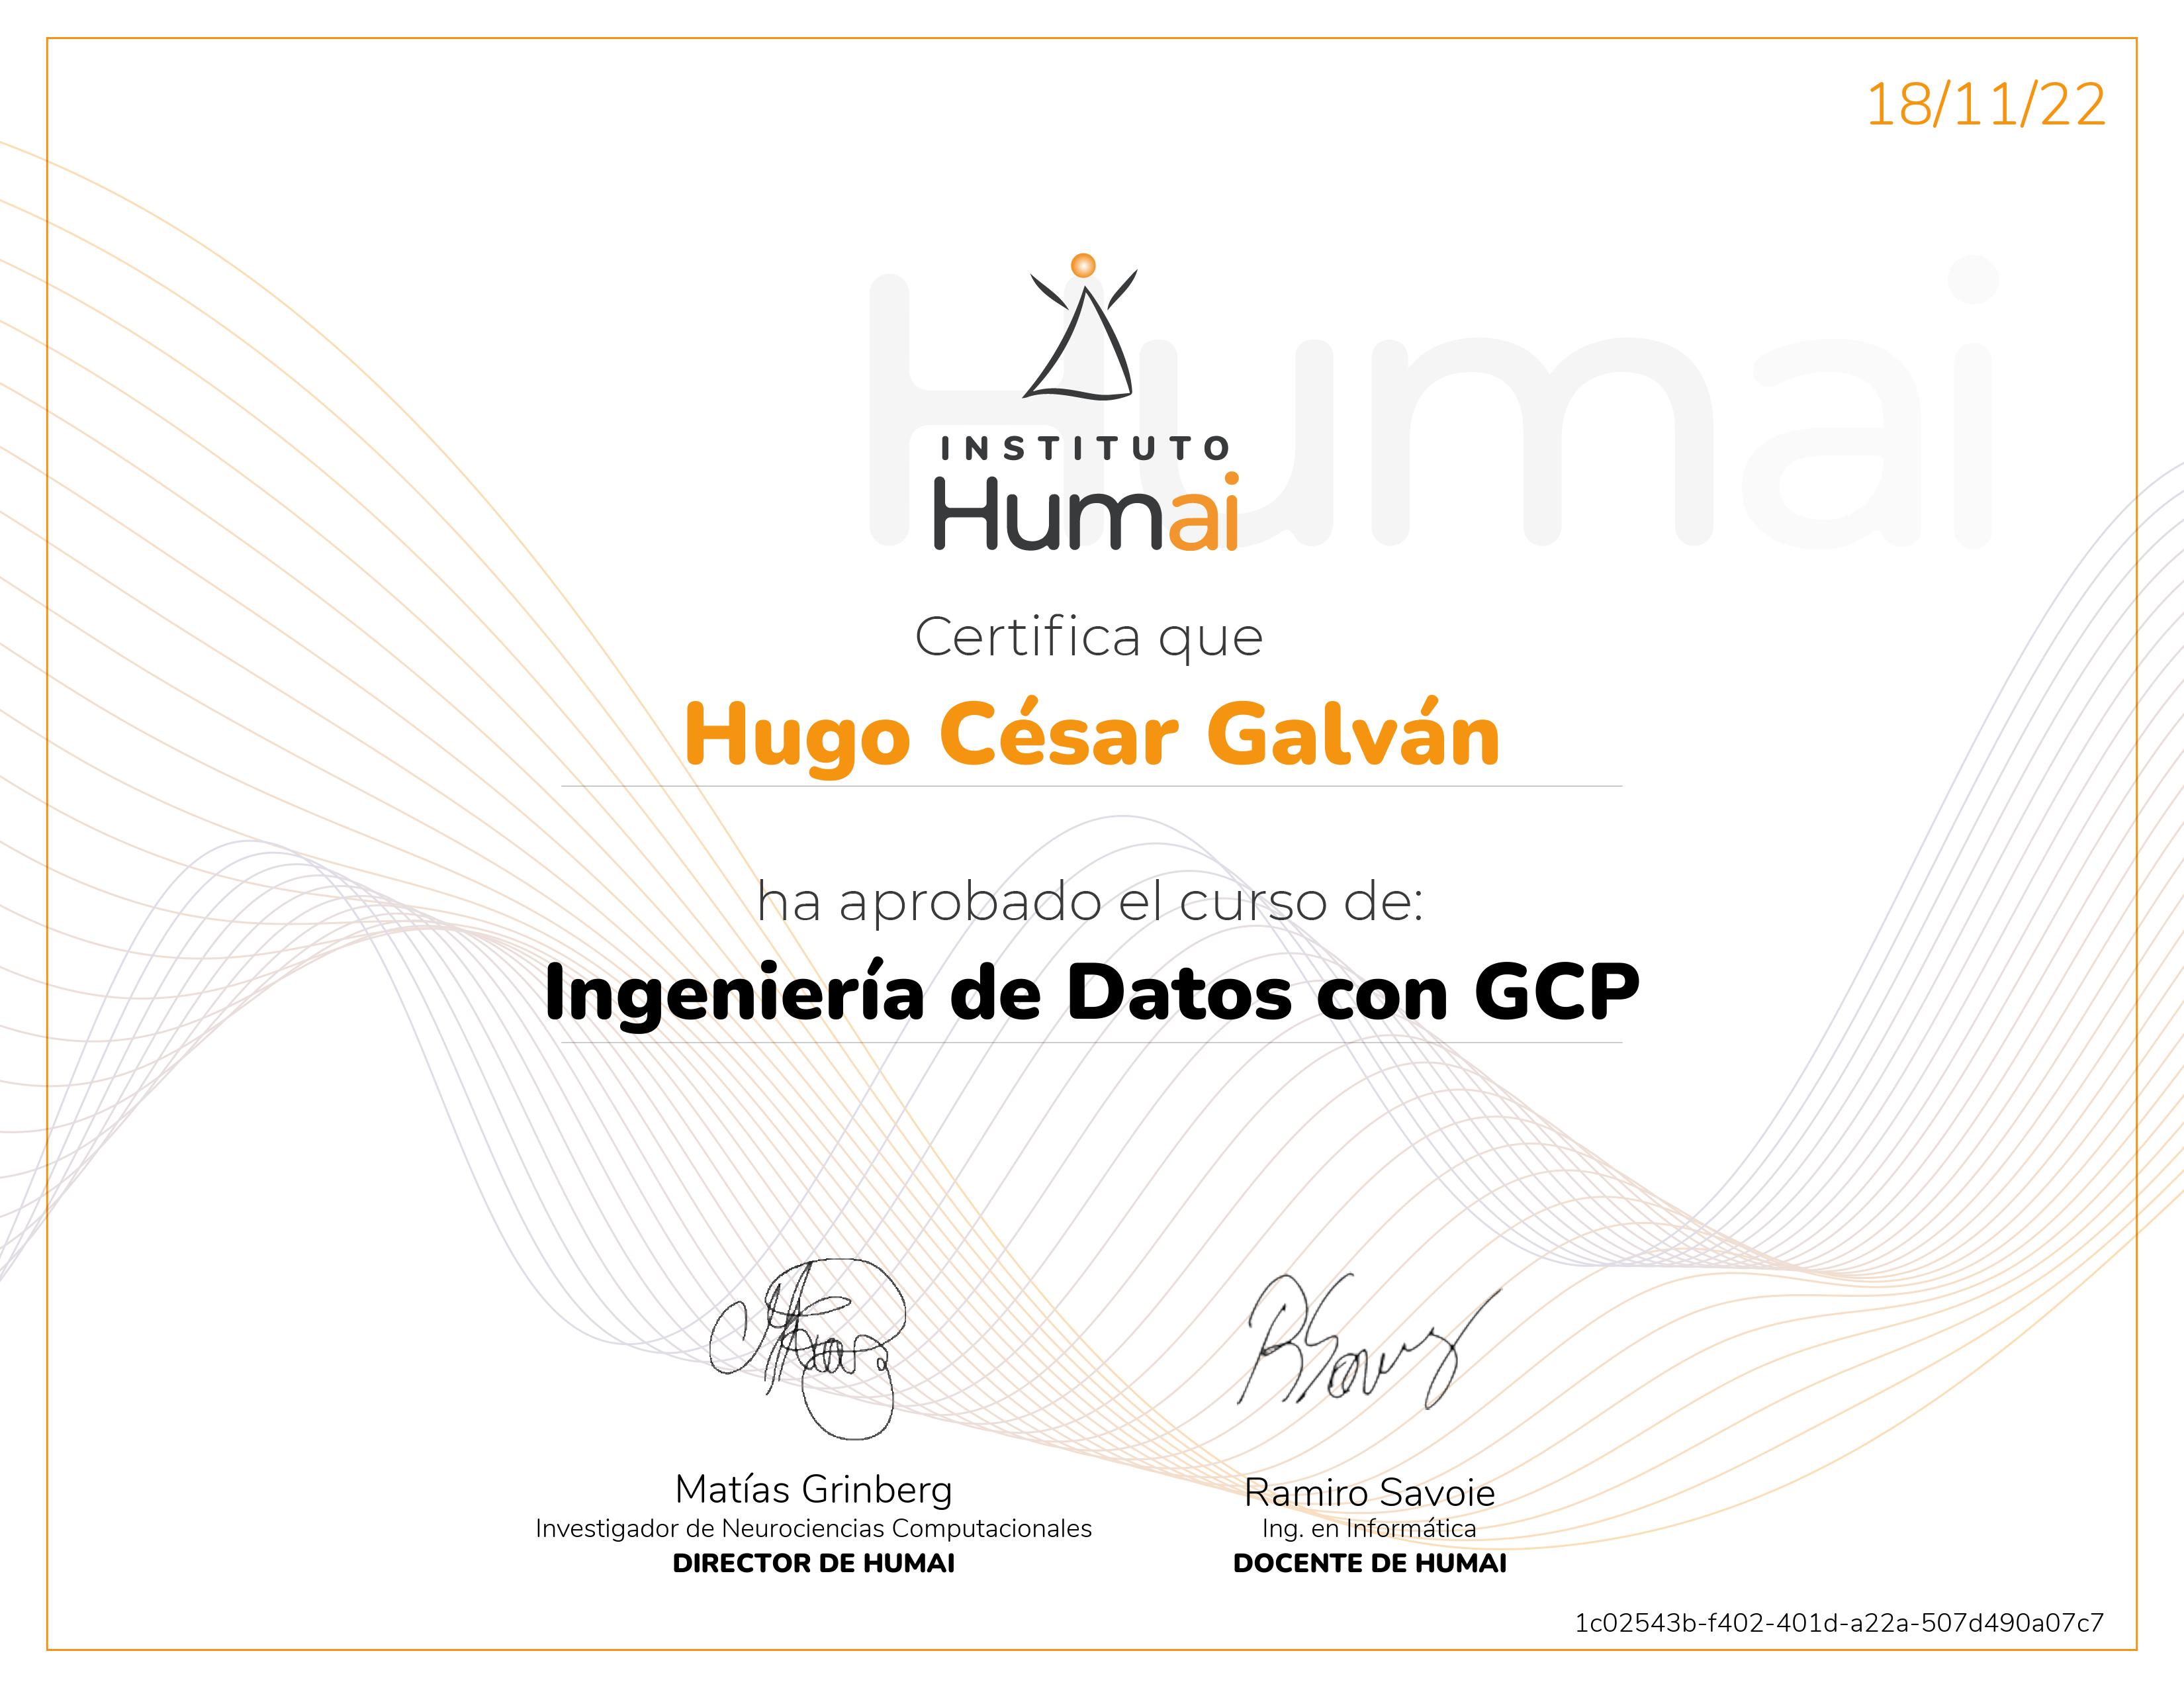 18/11/22
Humai
INSTITUTO
Humai
Certifica que
Hugo César Galván
ha aprobado el curso de:
Ingeniería de Datos con GCP
Matías Grinberg
Investigador de Neurociencias Computacionales
DIRECTOR DE HUMAI
Ramiro Savoie
Ing. en Informática
DOCENTE DE HUMAI
1c02543b-f402-401d-a22a-507d490a07c7